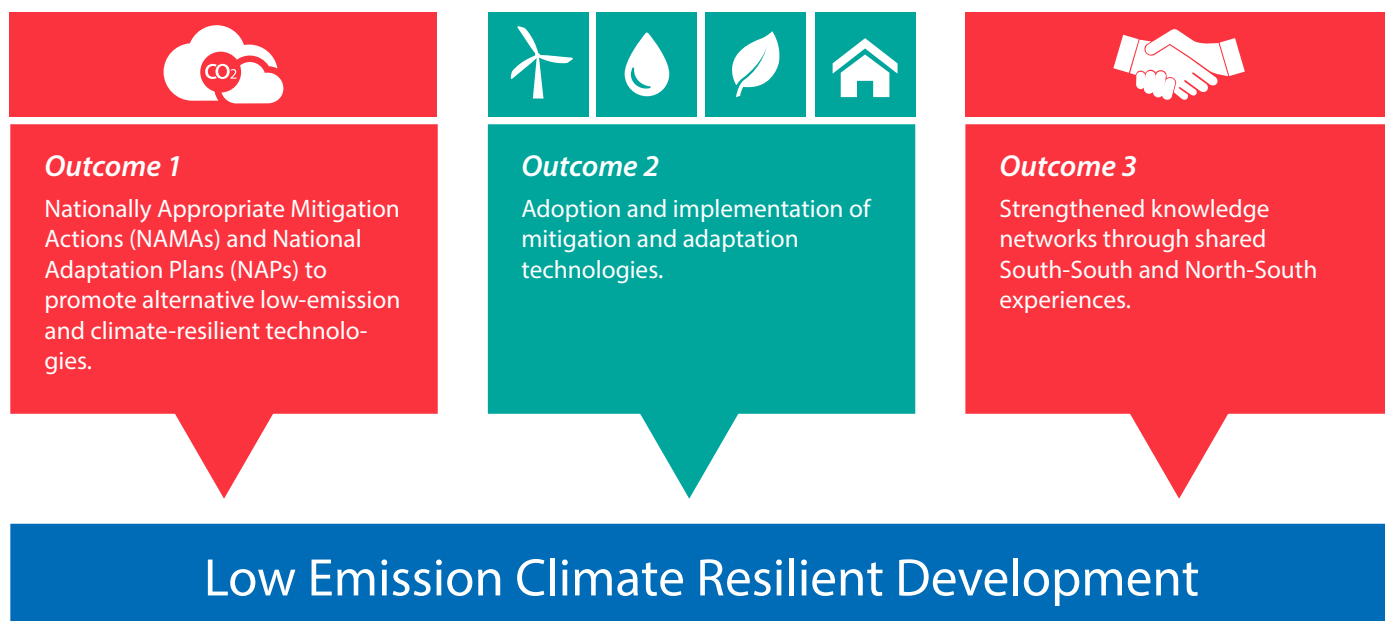 CO2
Outcome 1
Nationally Appropriate Mitigation
Actions (NAMAs) and National
Adaptation Plans (NAPs) to
promote alternative low-emission
and climate-resilient technolo-
gies.
Outcome 2
Adoption and implementation of
mitigation and adaptation
technologies.
Outcome 3
Strengthened knowledge
networks through shared
South-South and North-South
experiences.
Low Emission Climate Resilient Development